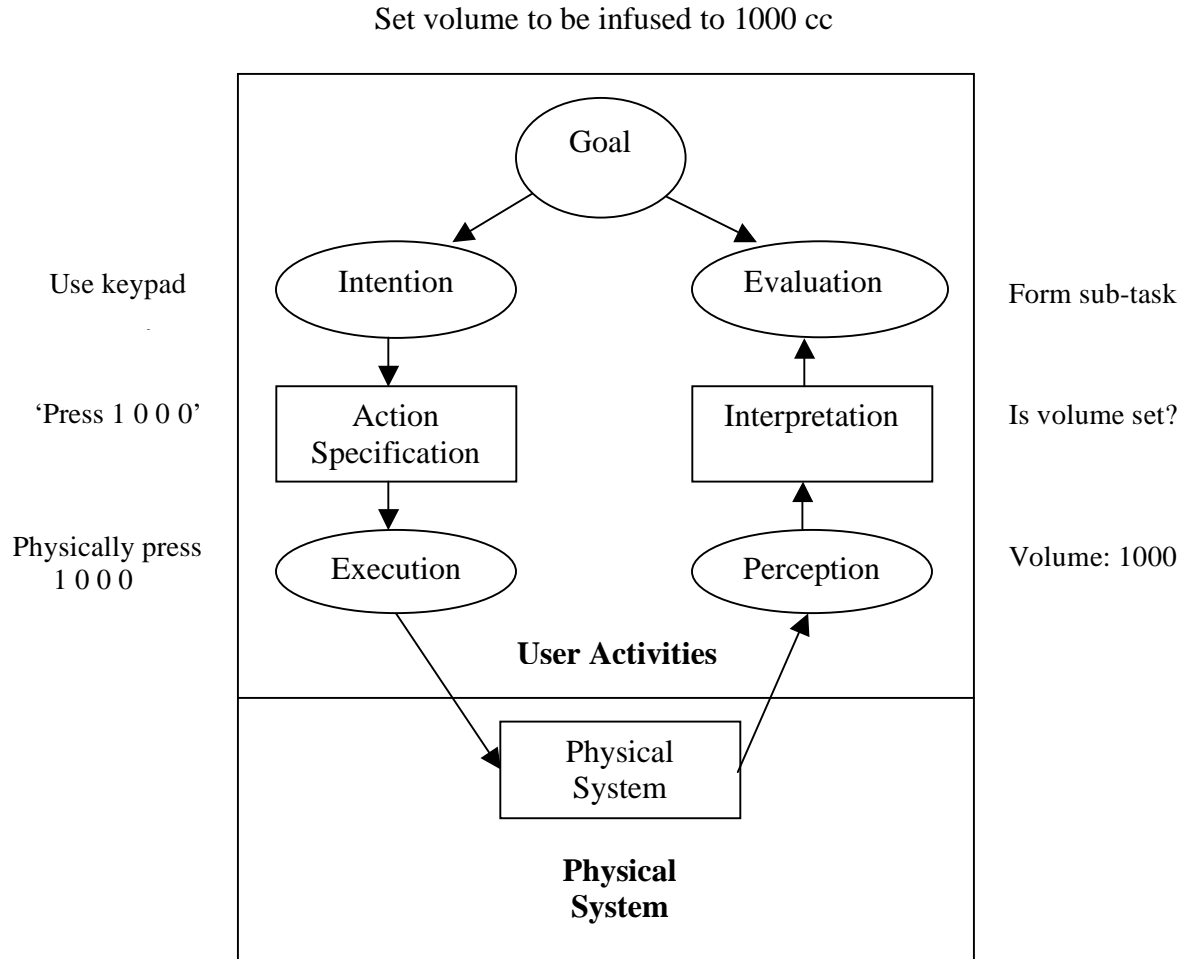 Set volume to be infused to 1000 cc
Goal
Use keypad
Intention
Evaluation
Form sub-task
‘Press 1 0 0 0’
Action
Specification
Interpretation
Is volume set?
Physically press
1 0 0 0
Execution
Perception
Volume: 1000
User Activities
Physical
System
Physical
System